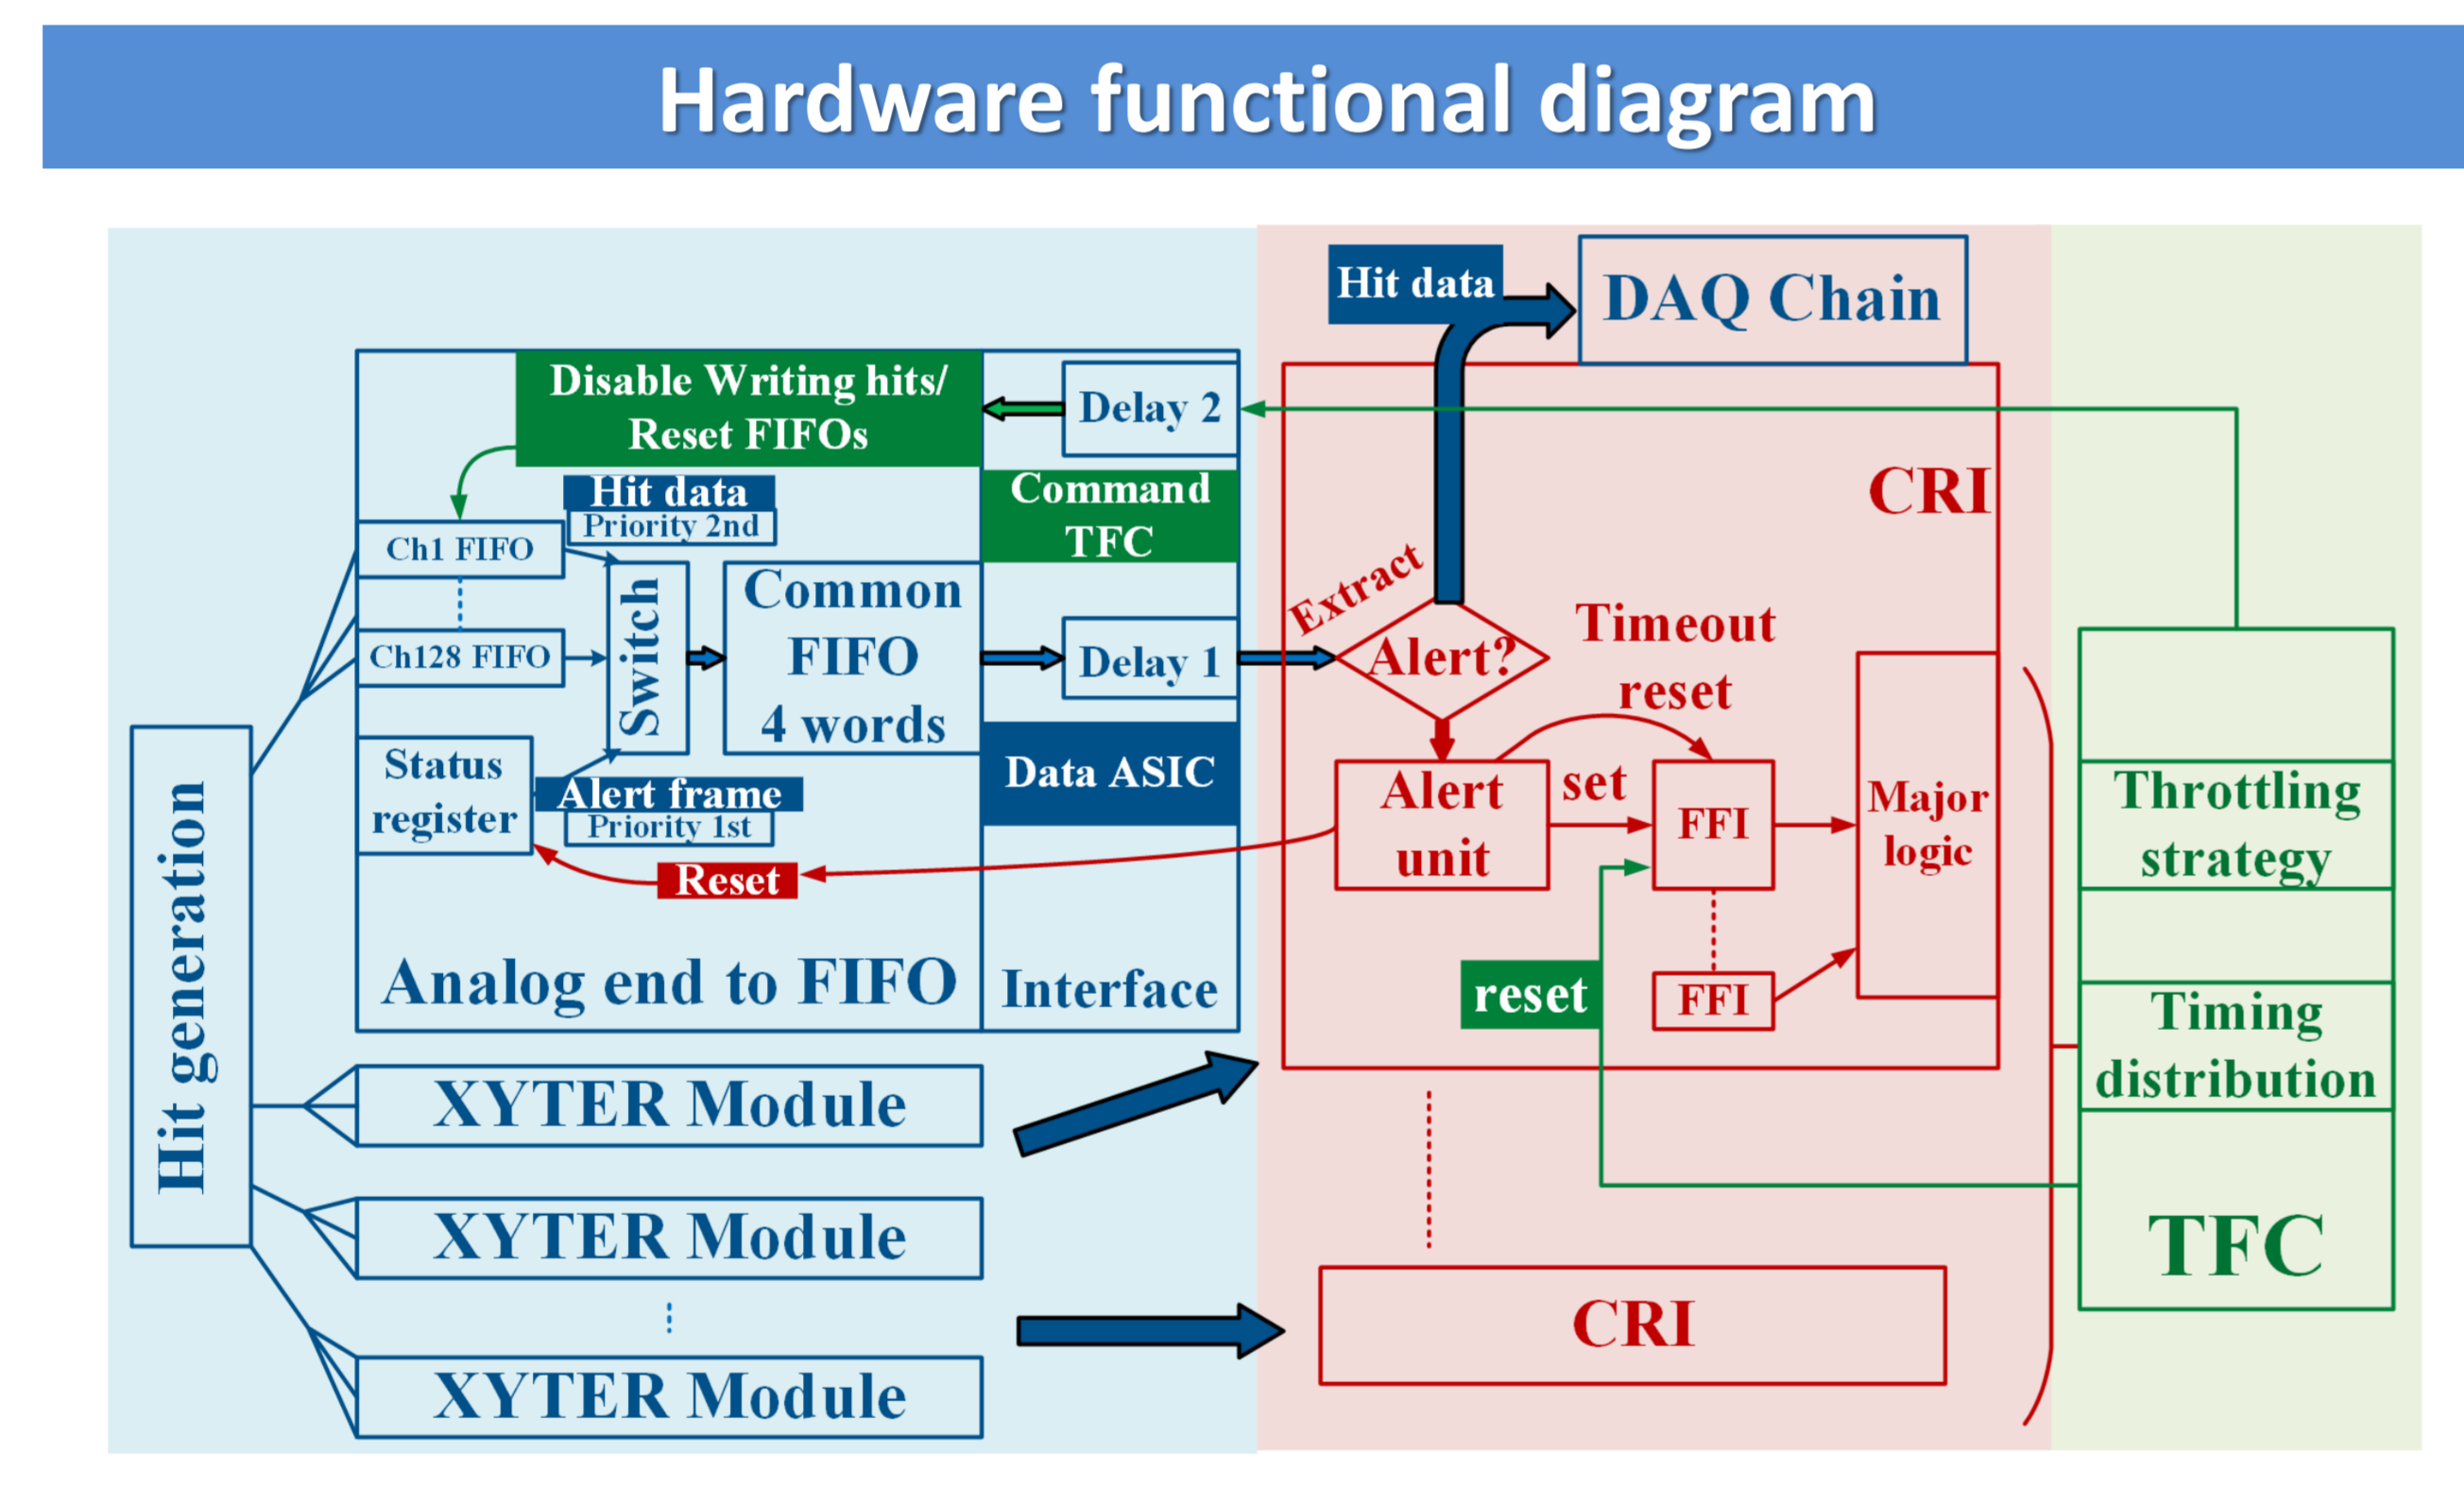 Hardware functional diagram
Hit data
DAQ Chain
Disable Writing hits/
Reset FIFOs
Delay 2
Command
TFC
CRI
Hit data
Priority 2nd
Ch1 FIFO
Ch128 FIFO
Switch
Common
FIFO
4 words
Delay 1
Extract
Alert?
Timeout
reset
Status
register
Alert frame
Priority 1st
Data ASIC
Alert
unit
set
FFI
Major
logic
Throttling
strategy
Reset
reset
FFI
Analog end to FIFO
Interface
Timing
distribution
Hit generation
XYTER Module
XYTER Module
XYTER Module
CRI
TFC